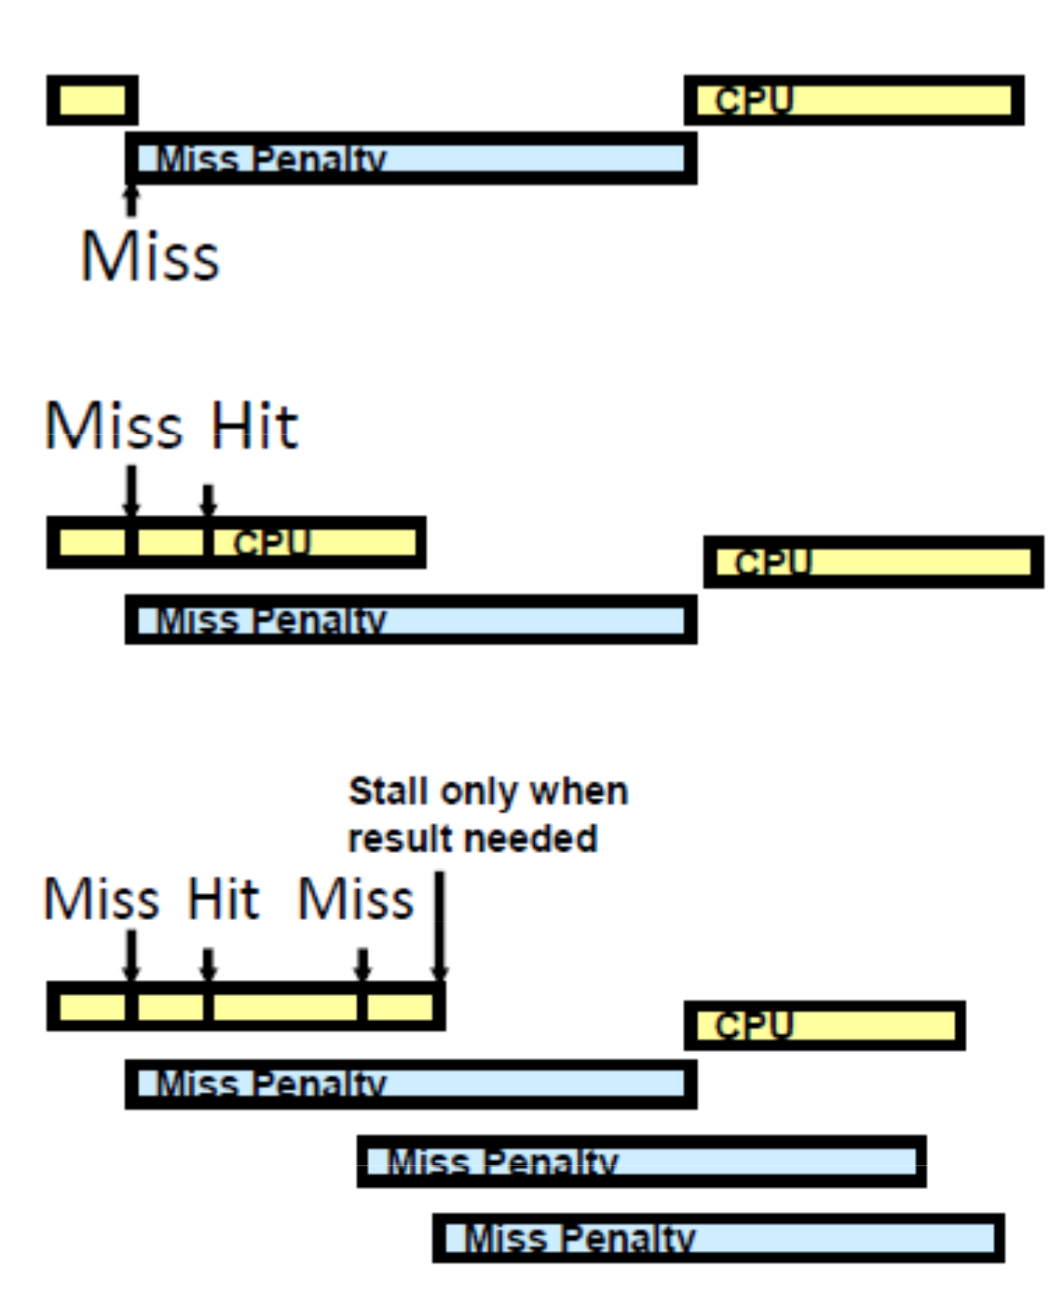 CPU
Miss Penalty
Miss
Miss Hit
CPU
CPU
Miss Penalty
Stall only when
result needed
Miss Hit Miss
CPU
Miss Penalty
Miss Penalty
Miss Penalty